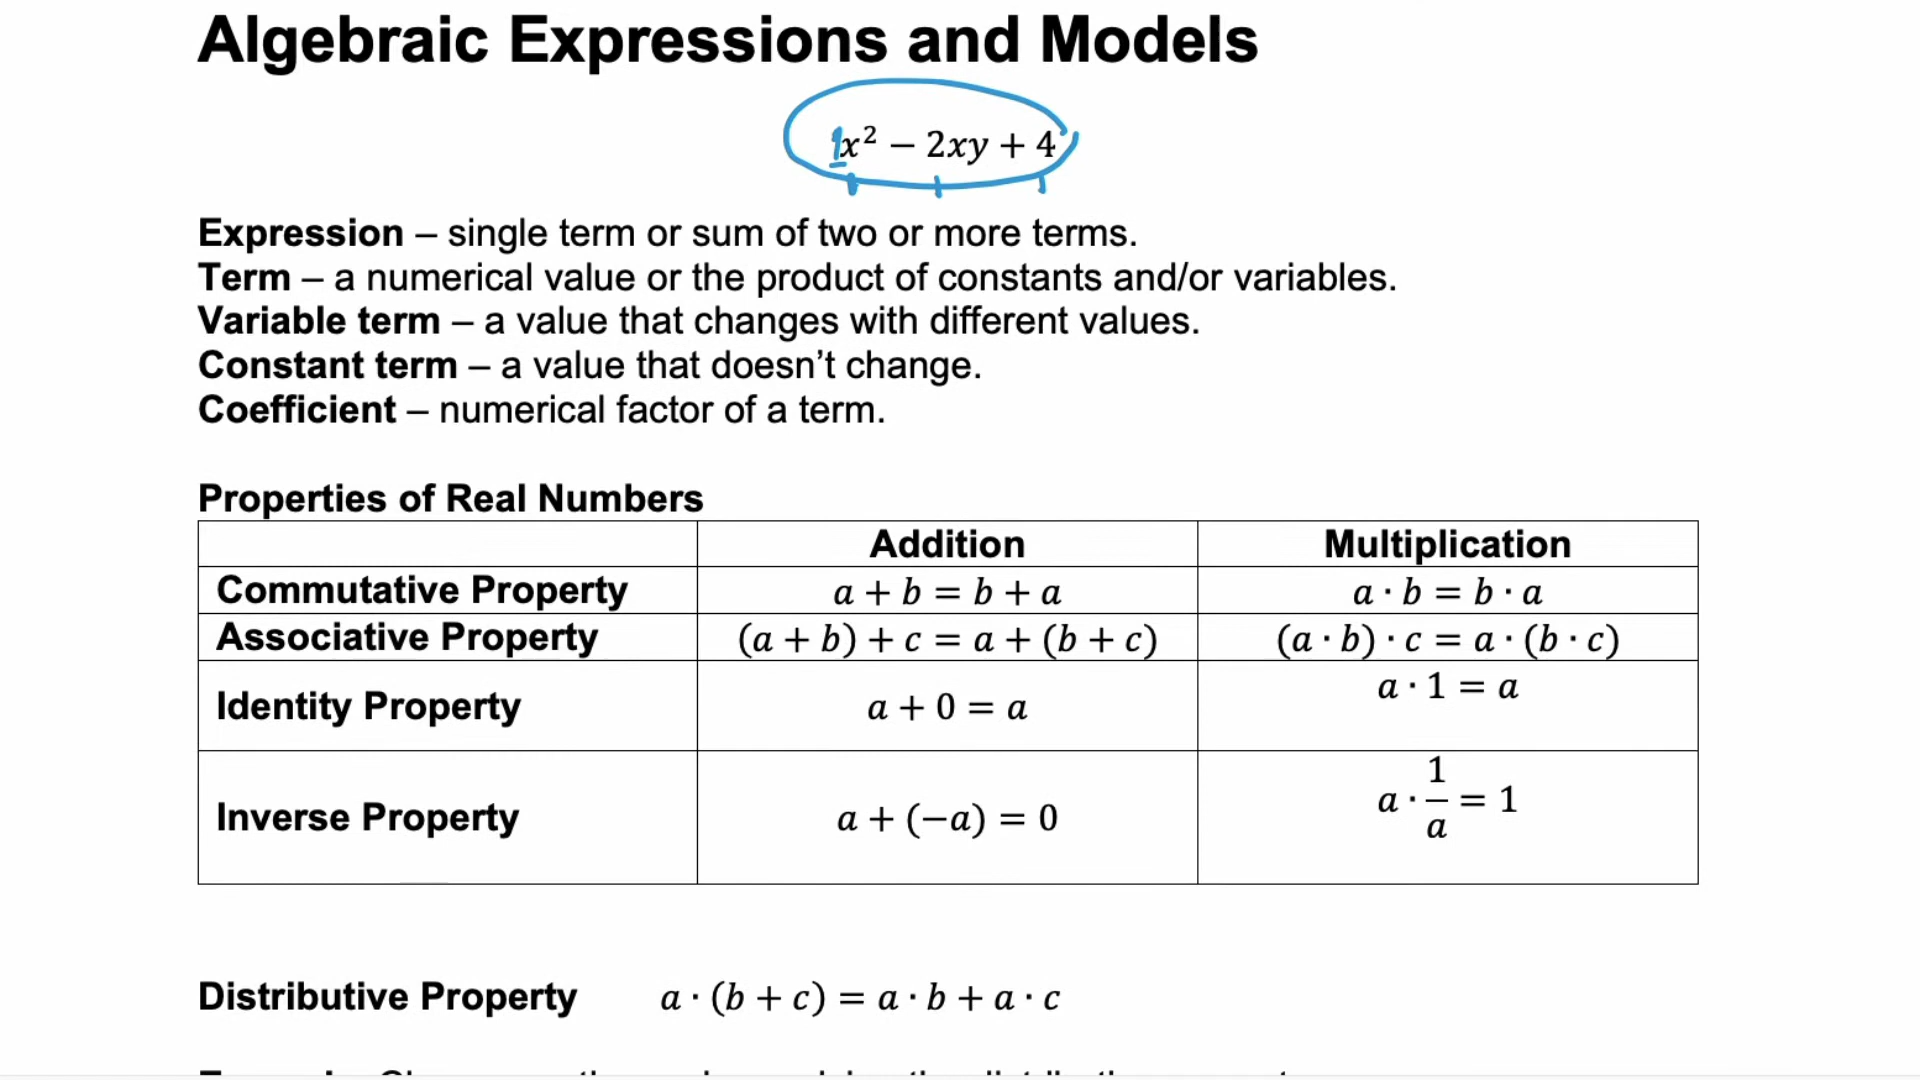 Algebraic Expressions and Models
1x² − 2xy + 4
Expression – single term or sum of two or more terms.
Term – a numerical value or the product of constants and/or variables.
Variable term – a value that changes with different values.
Constant term – a value that doesn’t change.
Coefficient – numerical factor of a term.
Properties of Real Numbers
Addition Multiplication
Commutative Property a + b = b + a a · b = b · a
Associative Property (a + b) + c = a + (b + c) (a · b) · c = a · (b · c)
Identity Property a + 0 = a a · 1 = a
Inverse Property a + (−a) = 0 a · 1/a = 1
Distributive Property a · (b + c) = a · b + a · c